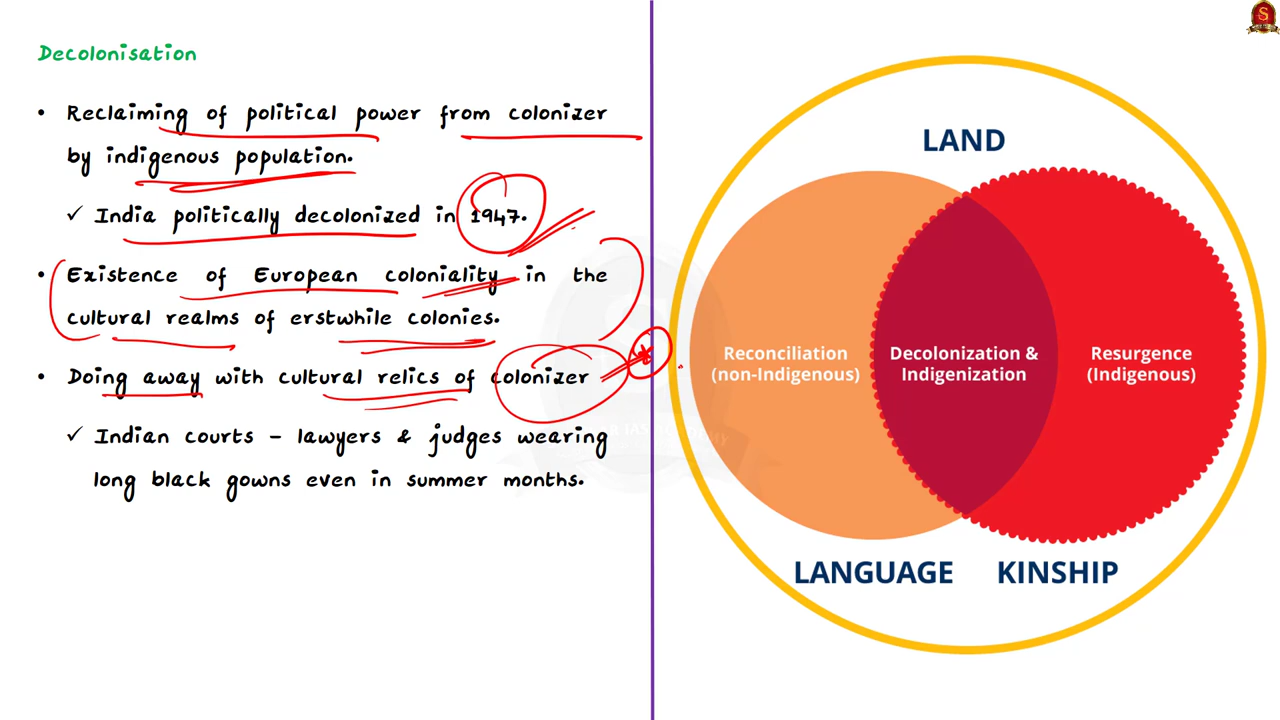 Decolonisation
• Reclaiming of political power from colonizer
by indigenous population.
✓ India politically decolonized in 1947.
• Existence of European coloniality in the
cultural realms of erstwhile colonies.
• Doing away with cultural relics of colonizer
✓ Indian courts – lawyers & judges wearing
long black gowns even in summer months.
LAND
Reconciliation
(non-Indigenous)
Decolonization &
Indigenization
Resurgence
(Indigenous)
LANGUAGE
KINSHIP